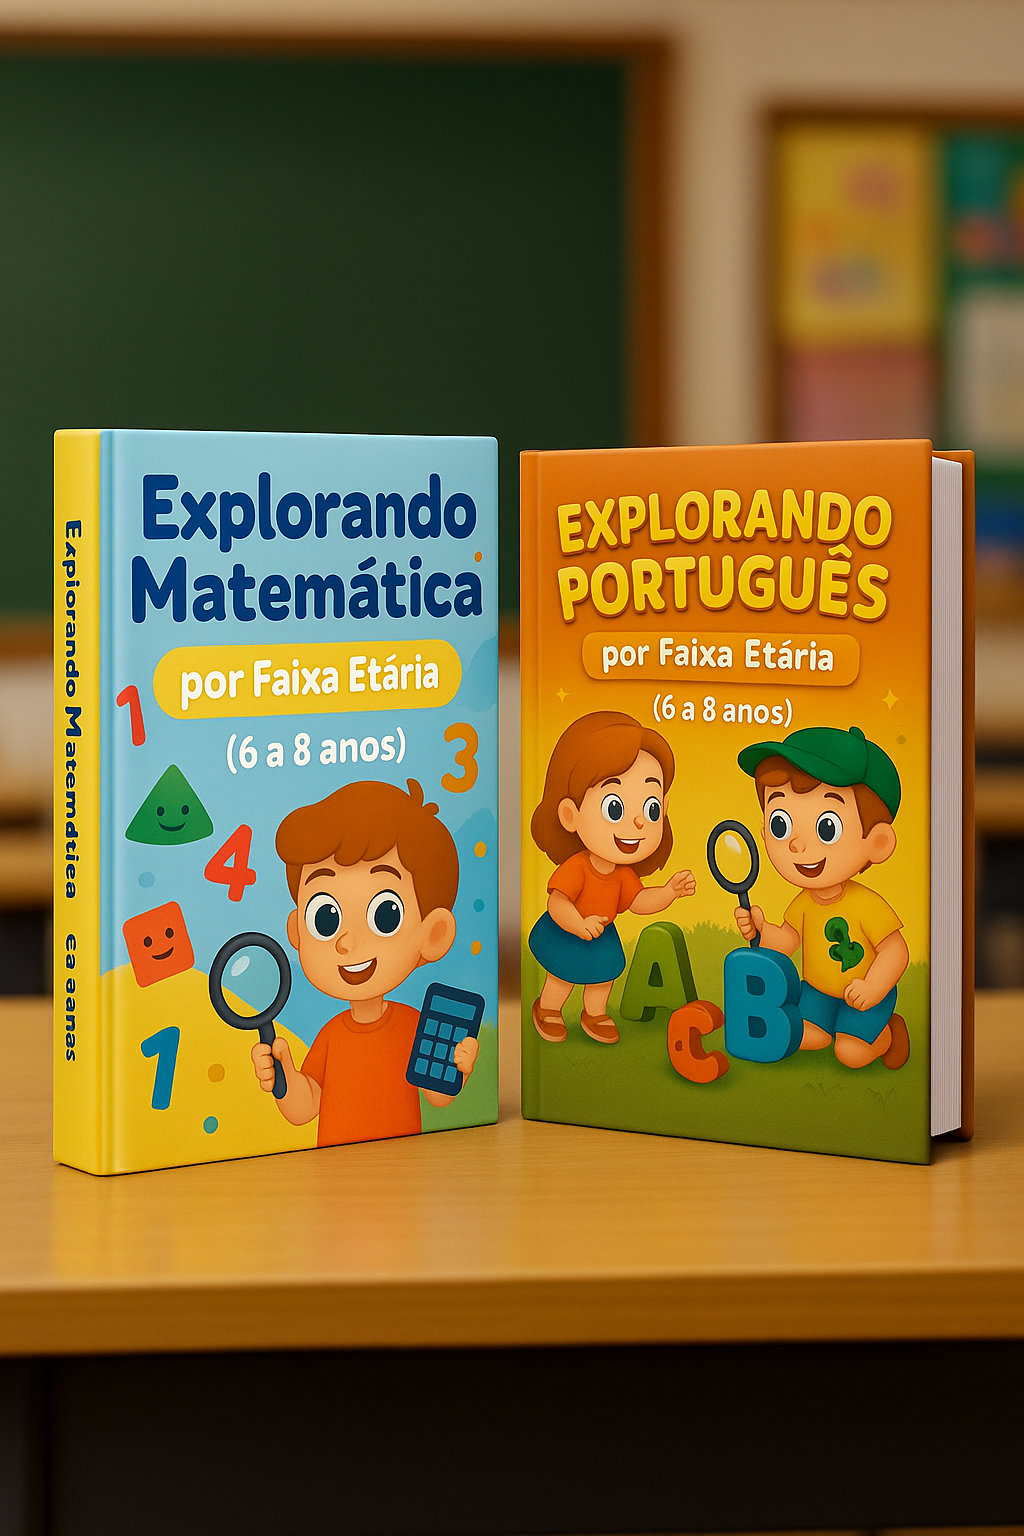 Explorando
Matemática
por Faixa Etária
(6 a 8 anos)
1
3
4
1
Explorando Matemática
EXPLORANDO
PORTUGUÊS
por Faixa Etária
(6 a 8 anos)
A
C
B